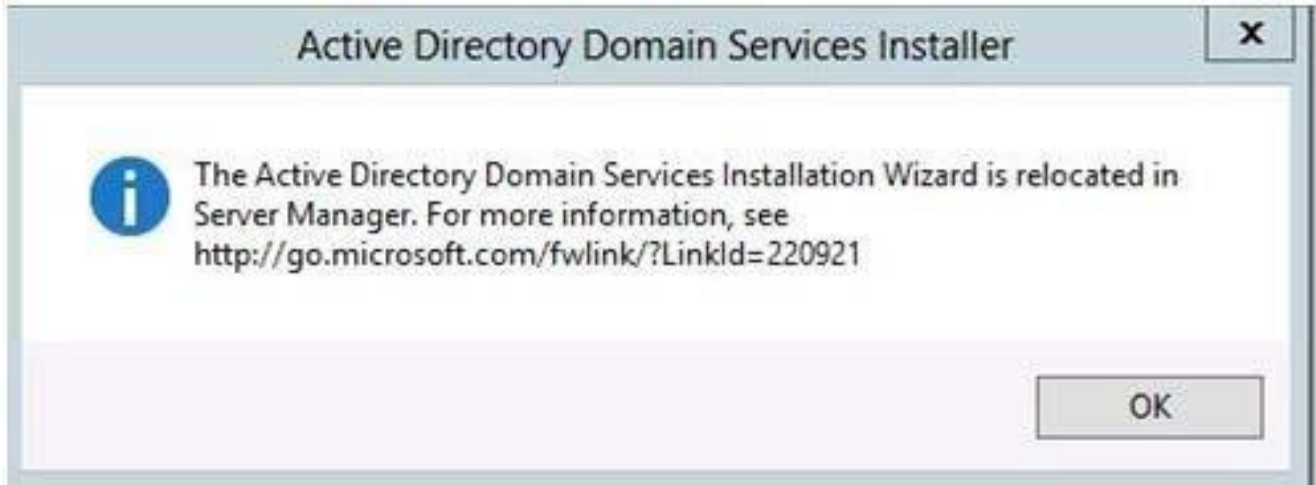 Active Directory Domain Services Installer
x
The Active Directory Domain Services Installation Wizard is relocated in
Server Manager. For more information, see
http://go.microsoft.com/fwlink/?LinkId=220921
OK